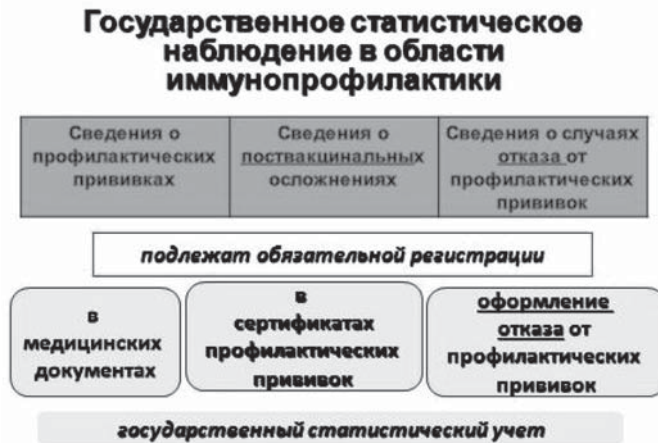 Государственное статистическое
наблюдение в области
иммунопрофилактики
Сведения о
профилактических
прививках
Сведения о
поствакцинальных
осложнениях
Сведения о случаях
отказа от
профилактических
прививок
подлежат обязательной регистрации
в
медицинских
документах
в
сертификатах
профилактических
прививок
оформление
отказа от
профилактических
прививок
государственный статистический учет